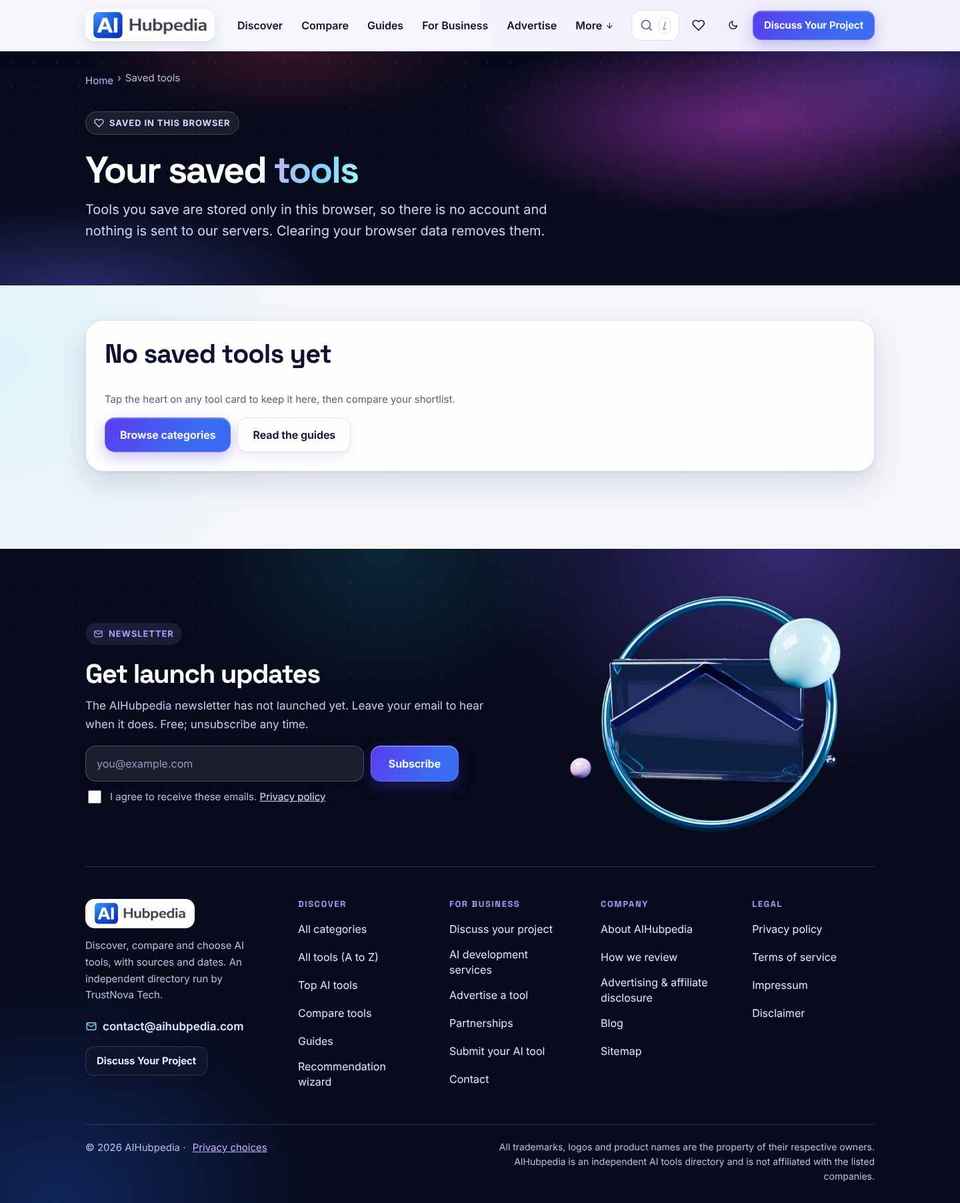 AI Hubpedia
Discover
Compare
Guides
For Business
Advertise
More ↓
/
Discuss Your Project
Home › Saved tools
SAVED IN THIS BROWSER
Your saved tools
Tools you save are stored only in this browser, so there is no account and
nothing is sent to our servers. Clearing your browser data removes them.
No saved tools yet
Tap the heart on any tool card to keep it here, then compare your shortlist.
Browse categories
Read the guides
NEWSLETTER
Get launch updates
The AIHubpedia newsletter has not launched yet. Leave your email to hear
when it does. Free; unsubscribe any time.
you@example.com
Subscribe
I agree to receive these emails. Privacy policy
AI Hubpedia
Discover, compare and choose AI
tools, with sources and dates. An
independent directory run by
TrustNova Tech.
contact@aihubpedia.com
Discuss Your Project
DISCOVER
All categories
All tools (A to Z)
Top AI tools
Compare tools
Guides
Recommendation
wizard
FOR BUSINESS
Discuss your project
AI development
services
Advertise a tool
Partnerships
Submit your AI tool
Contact
COMPANY
About AIHubpedia
How we review
Advertising & affiliate
disclosure
Blog
Sitemap
LEGAL
Privacy policy
Terms of service
Impressum
Disclaimer
© 2026 AIHubpedia · Privacy choices
All trademarks, logos and product names are the property of their respective owners.
AIHubpedia is an independent AI tools directory and is not affiliated with the listed
companies.